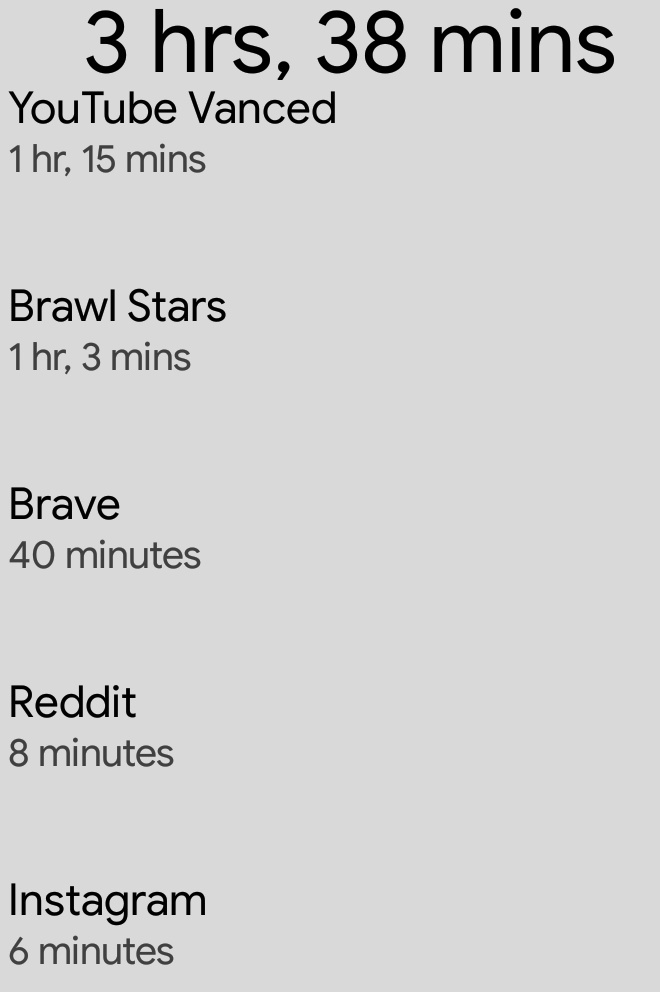 3 hrs, 38 mins
YouTube Vanced
1 hr, 15 mins
Brawl Stars
1 hr, 3 mins
Brave
40 minutes
Reddit
8 minutes
Instagram
6 minutes